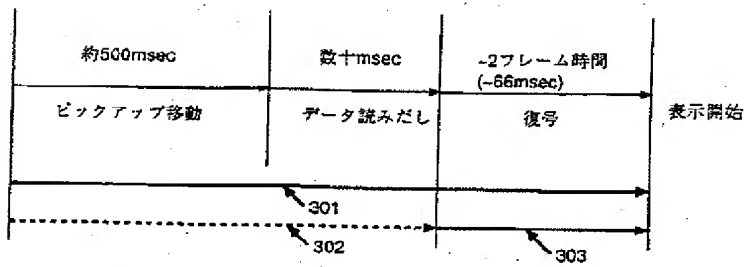 約500msec
数十msec
~2フレーム時間
(~66msec)
ピックアップ移動
データ読みだし
復号
表示開始
301
302
303